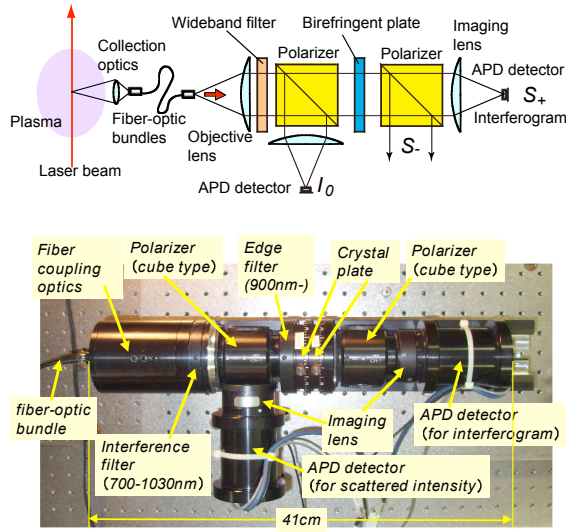 Wideband filter
Birefringent plate
Imaging
lens
Collection
optics
Polarizer
Polarizer
APD detector
S+
Interferogram
Plasma
Fiber-optic
bundles
Objective
lens
S-
Laser beam
APD detector
I0
Fiber
coupling
optics
Polarizer
(cube type)
Edge
filter
(900nm-)
Crystal
plate
Polarizer
(cube type)
fiber-optic
bundle
Interference
filter
(700-1030nm)
Imaging
lens
APD detector
(for scattered intensity)
APD detector
(for interferogram)
41cm